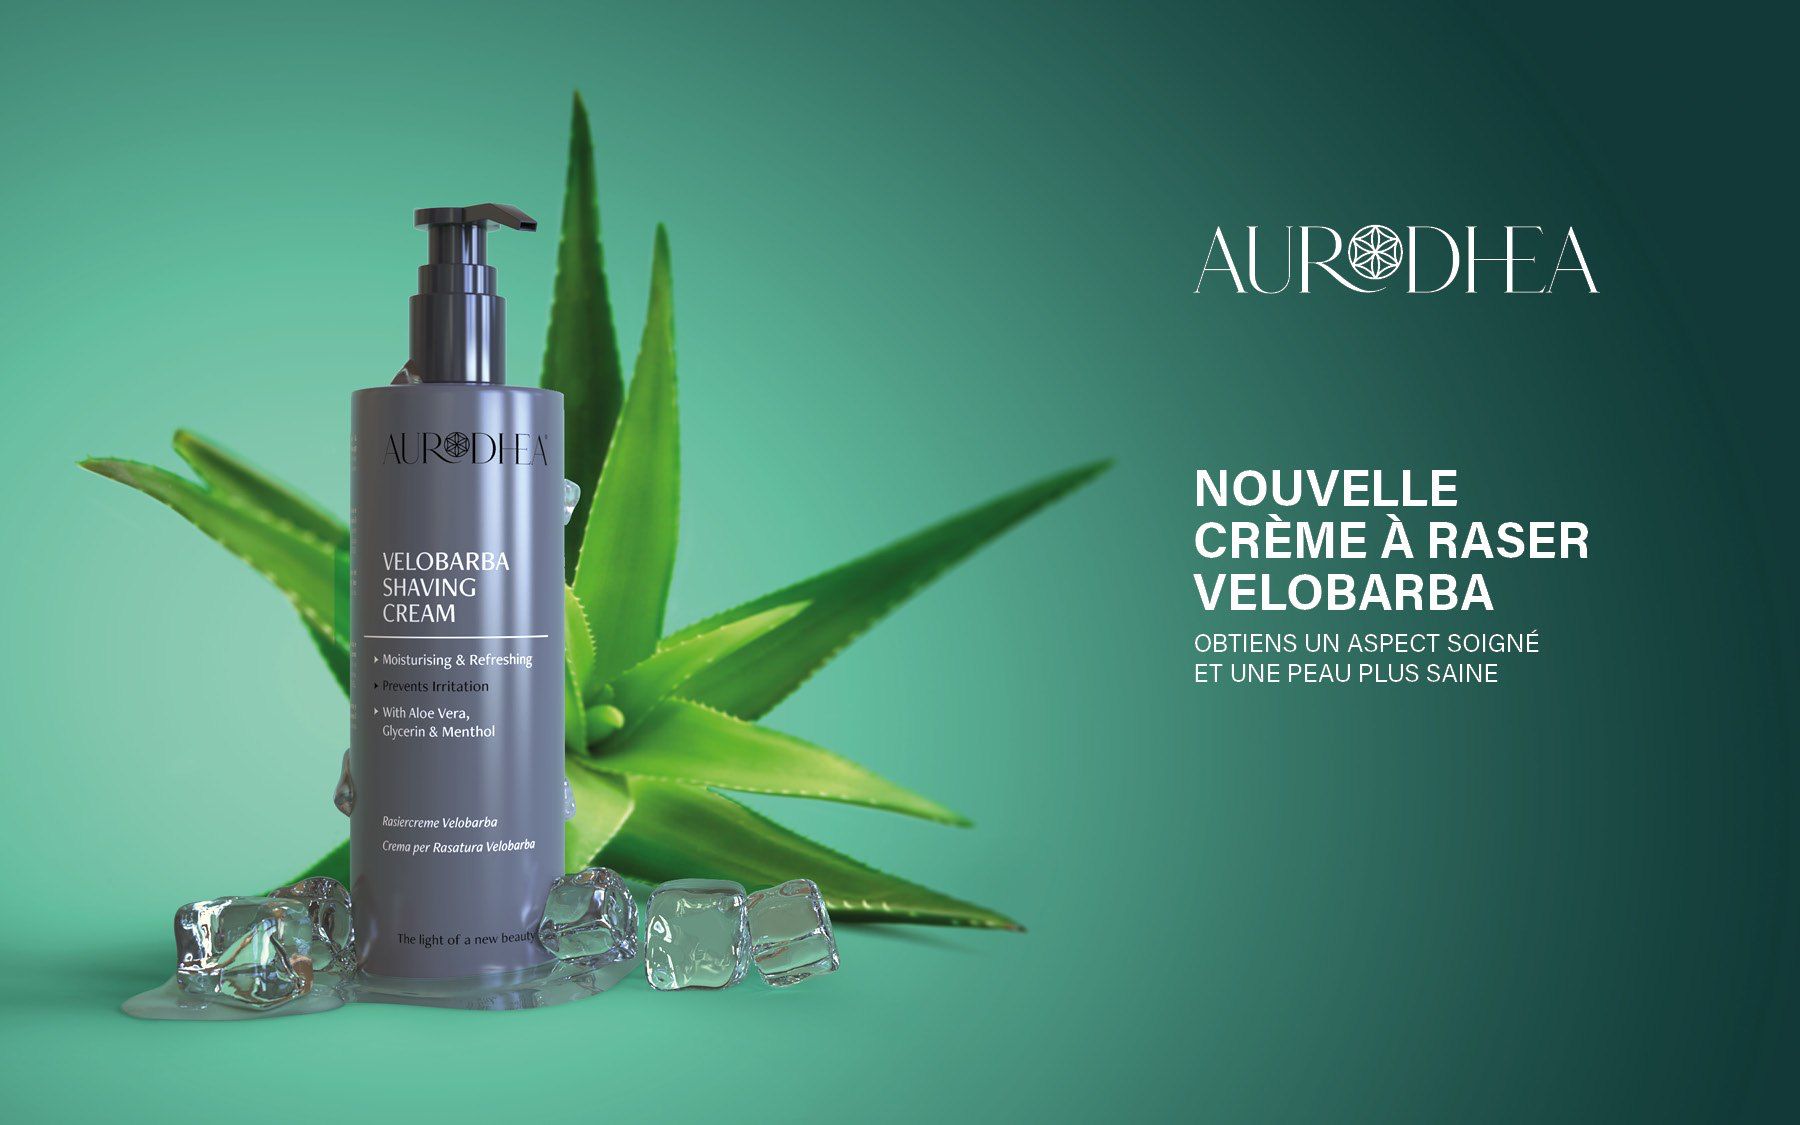 AURODHEA
NOUVELLE
CRÈME À RASER
VELOBARBA
OBTIENS UN ASPECT SOIGNÉ
ET UNE PEAU PLUS SAINE
AURODHEA
VELOBARBA
SHAVING
CREAM
Moisturising & Refreshing
Prevents Irritation
With Aloe Vera,
Glycerin & Menthol
Rasiercreme Velobarba
Crema per Rasatura Velobarba
The light of a new beauty